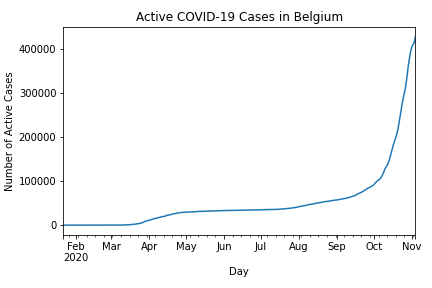 Active COVID-19 Cases in Belgium
400000
300000
200000
100000
0
Number of Active Cases
Feb Mar Apr May Jun Jul Aug Sep Oct Nov
2020
Day